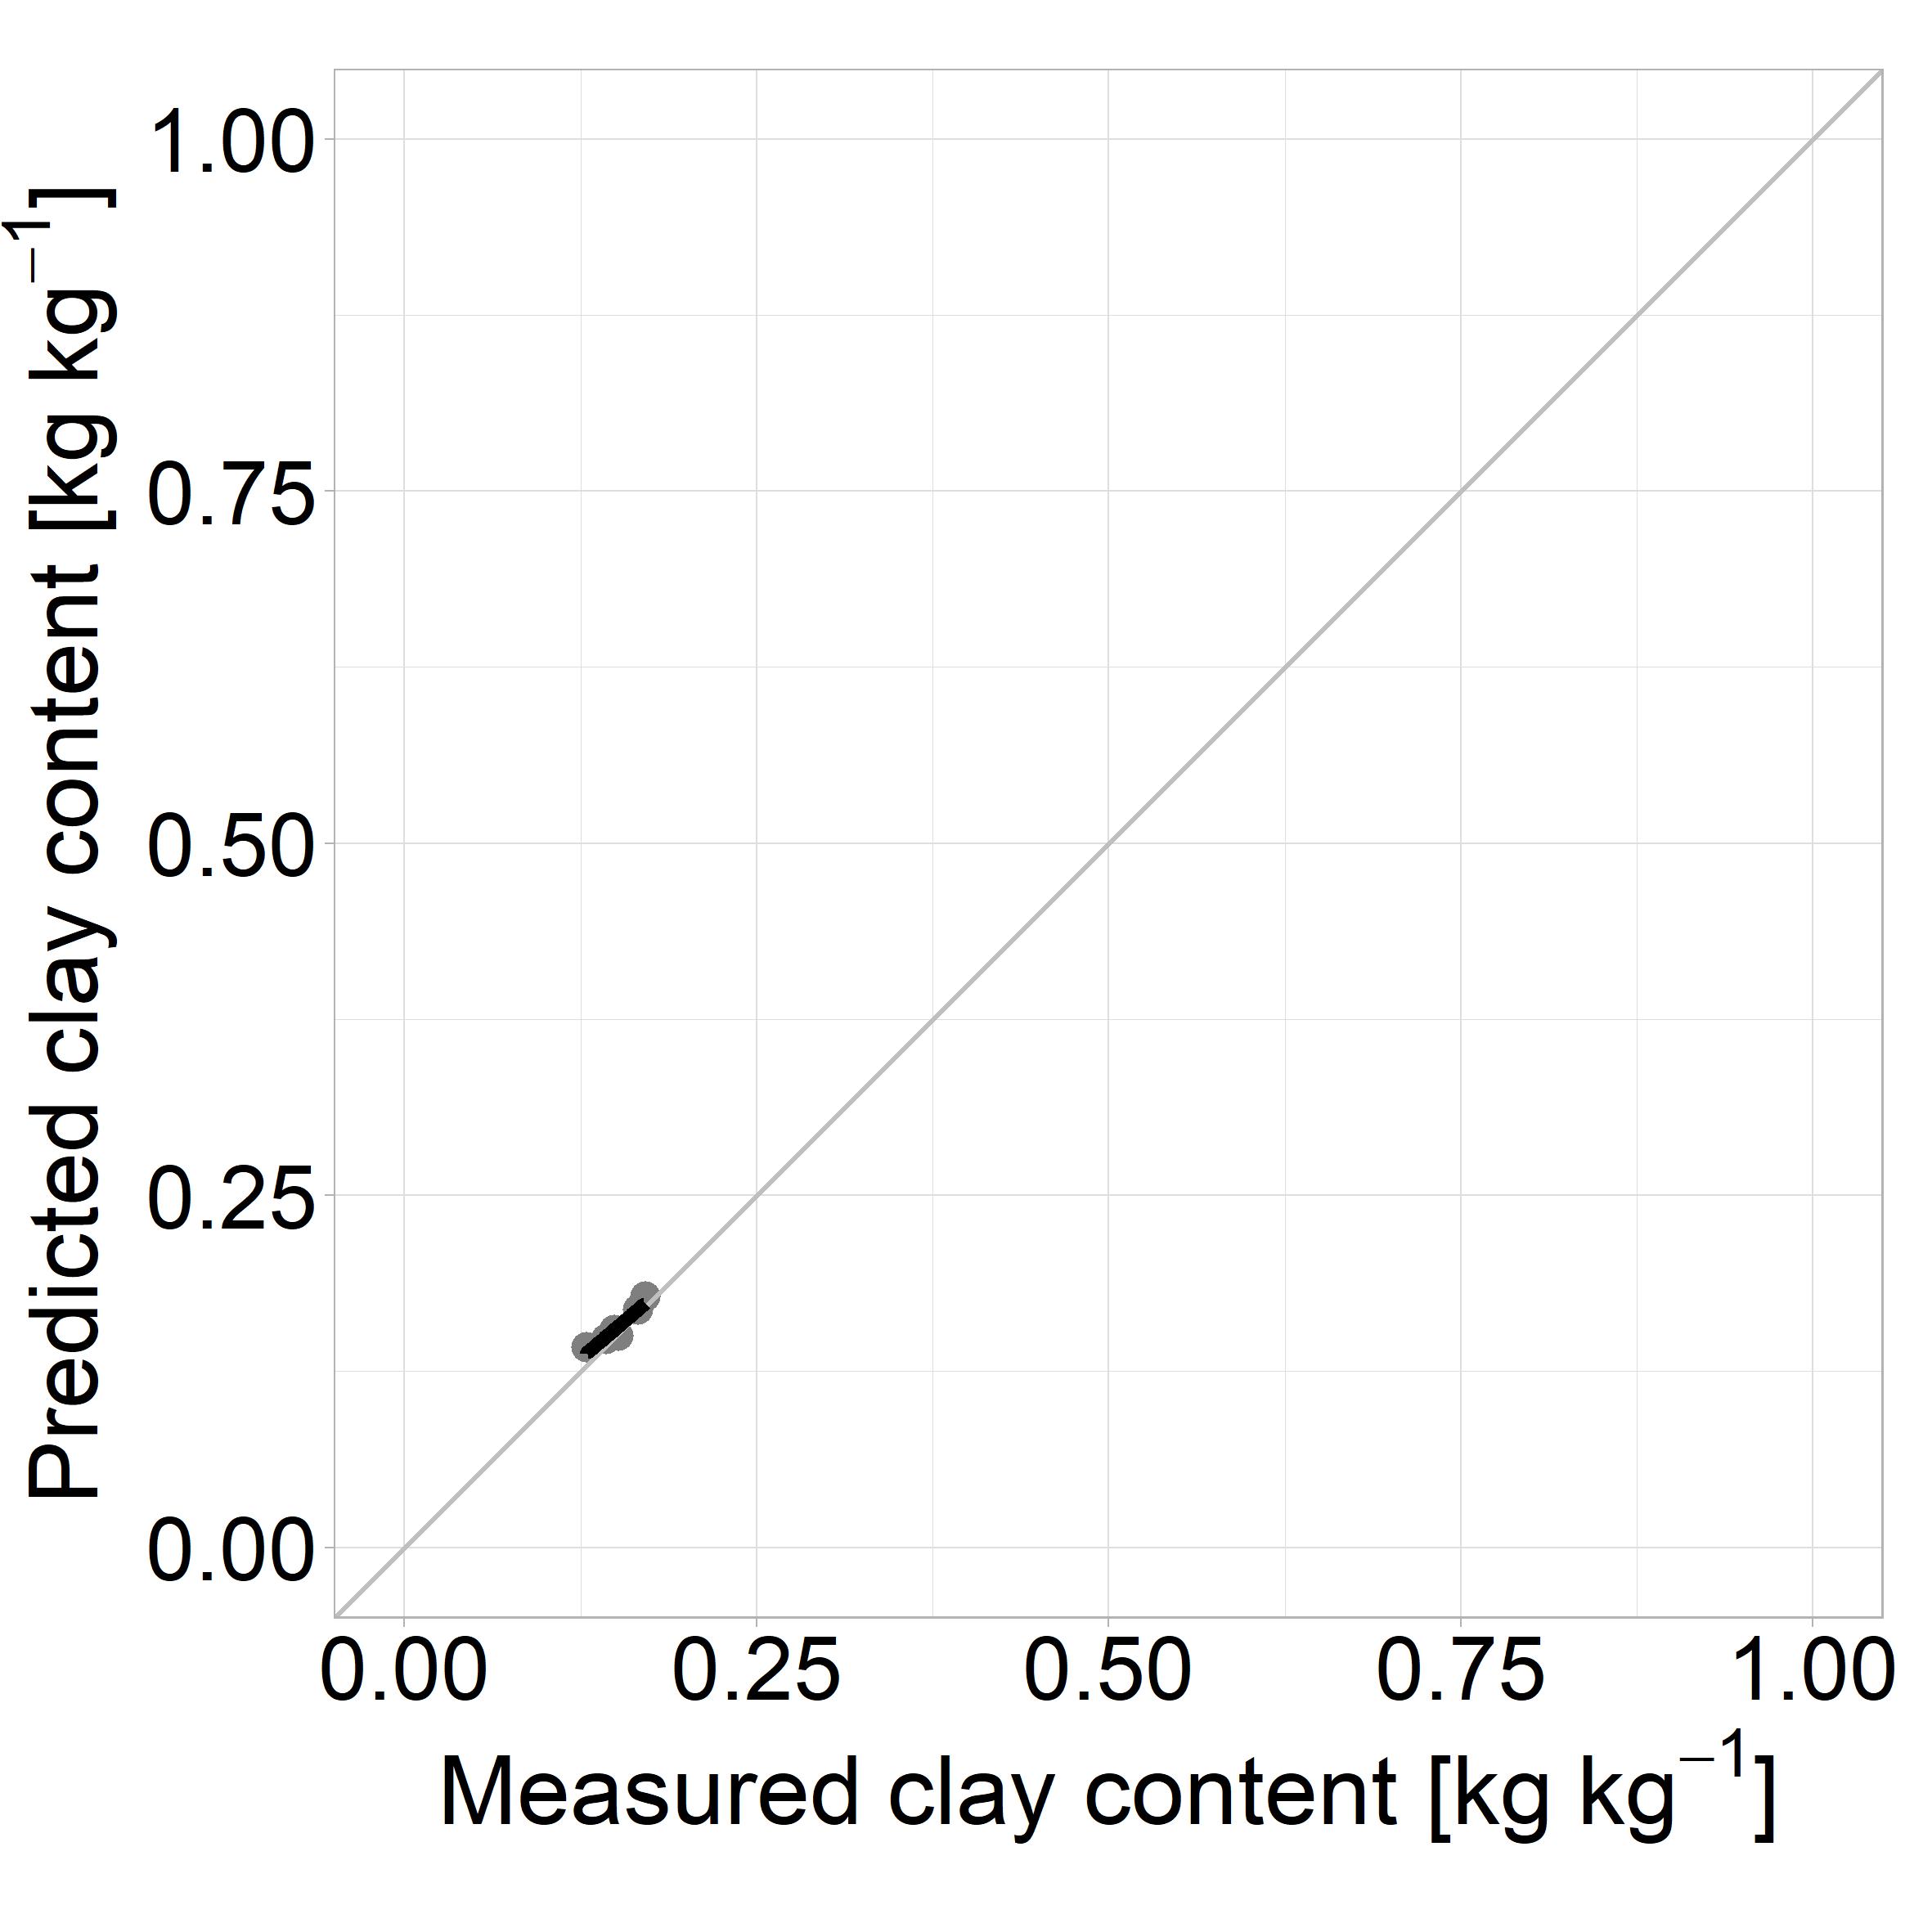 Predicted clay content [kg kg⁻¹]
1.00
0.75
0.50
0.25
0.00
0.00 0.25 0.50 0.75 1.00
Measured clay content [kg kg⁻¹]